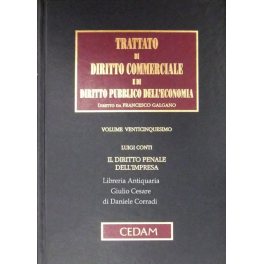 TRATTATO
DI
DIRITTO COMMERCIALE
E DI
DIRITTO PUBBLICO DELL'ECONOMIA
DIRETTO DA FRANCESCO GALGANO
VOLUME VENTICINQUESIMO
LUIGI CONTI
IL DIRITTO PENALE
DELL'IMPRESA
Libreria Antiquaria
Giulio Cesare
di Daniele Corradi
CEDAM